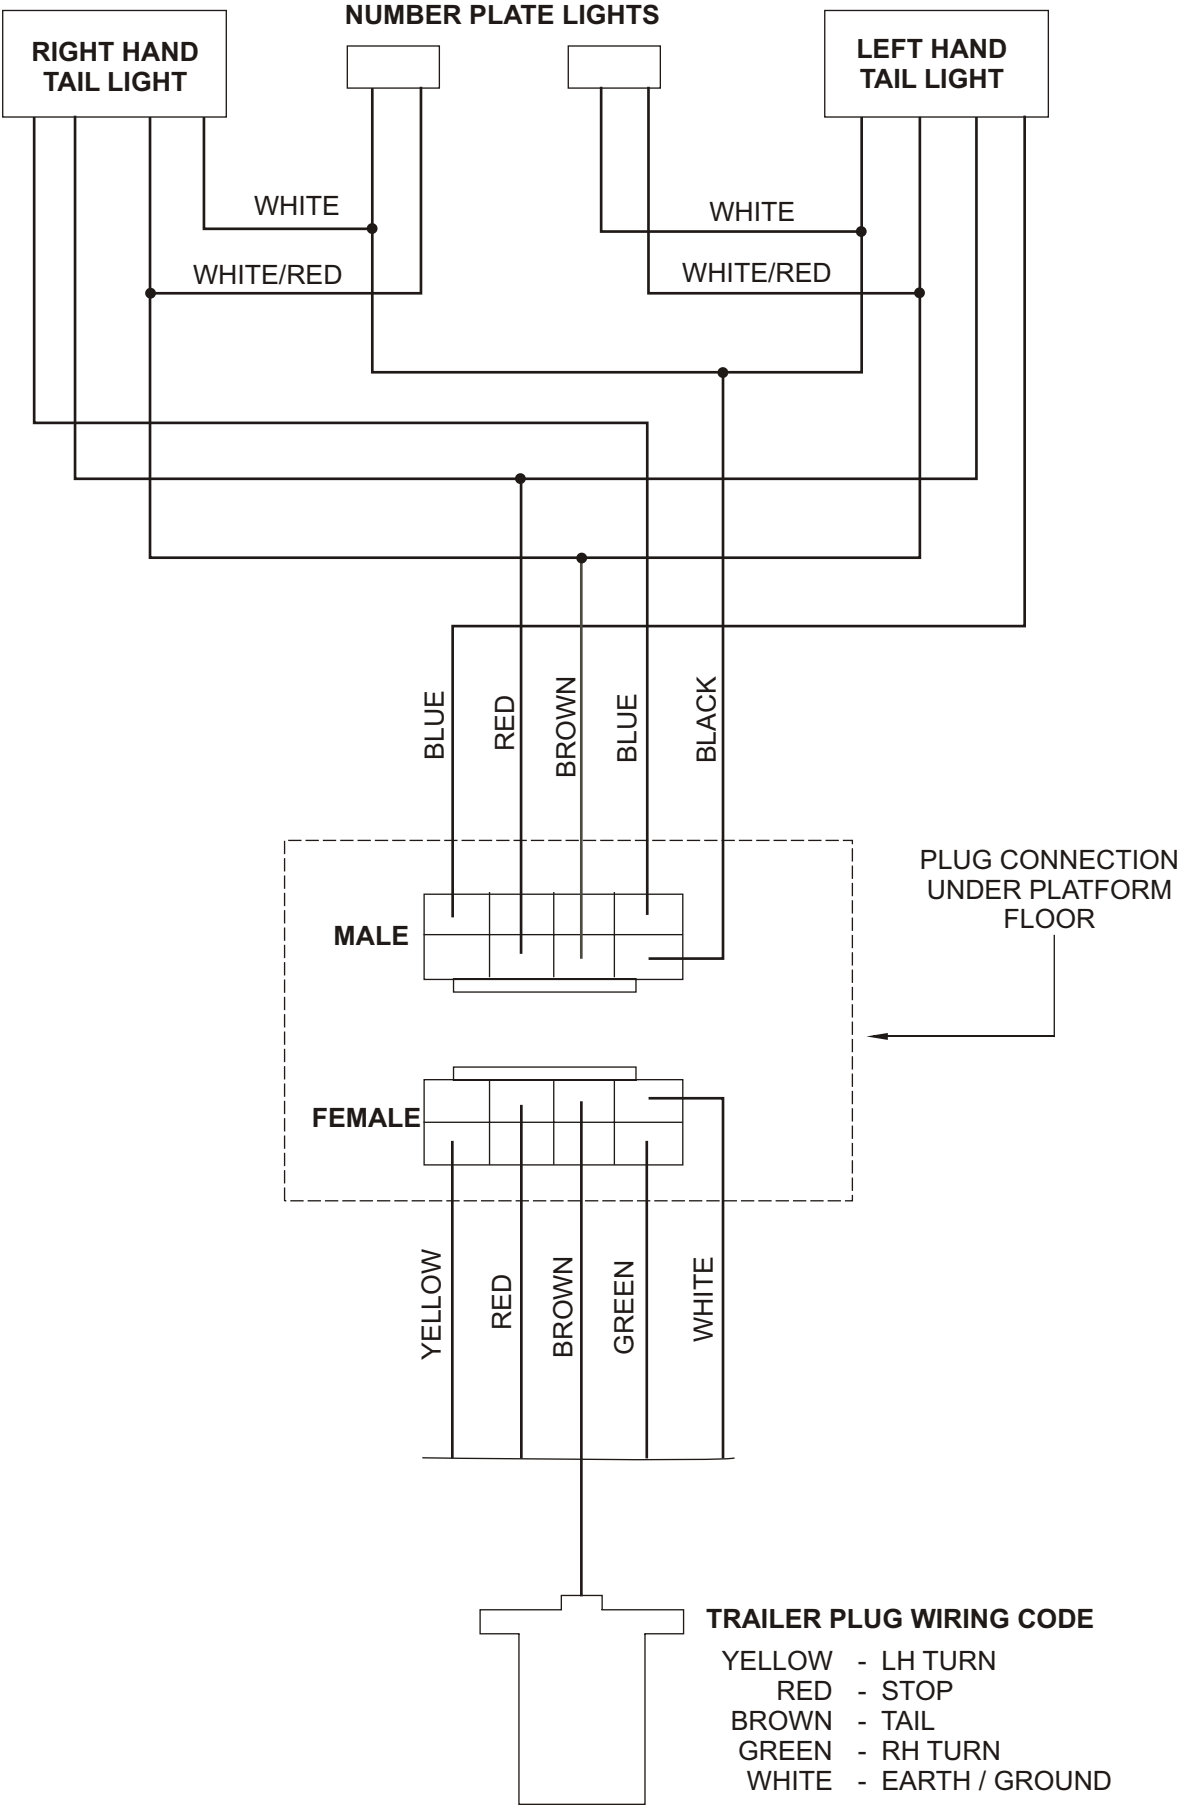 NUMBER PLATE LIGHTS
RIGHT HAND
TAIL LIGHT
LEFT HAND
TAIL LIGHT
WHITE
WHITE
WHITE/RED
WHITE/RED
BLUE
RED
BROWN
BLUE
BLACK
PLUG CONNECTION
UNDER PLATFORM
FLOOR
MALE
FEMALE
YELLOW
RED
BROWN
GREEN
WHITE
TRAILER PLUG WIRING CODE
YELLOW - LH TURN
RED - STOP
BROWN - TAIL
GREEN - RH TURN
WHITE - EARTH / GROUND